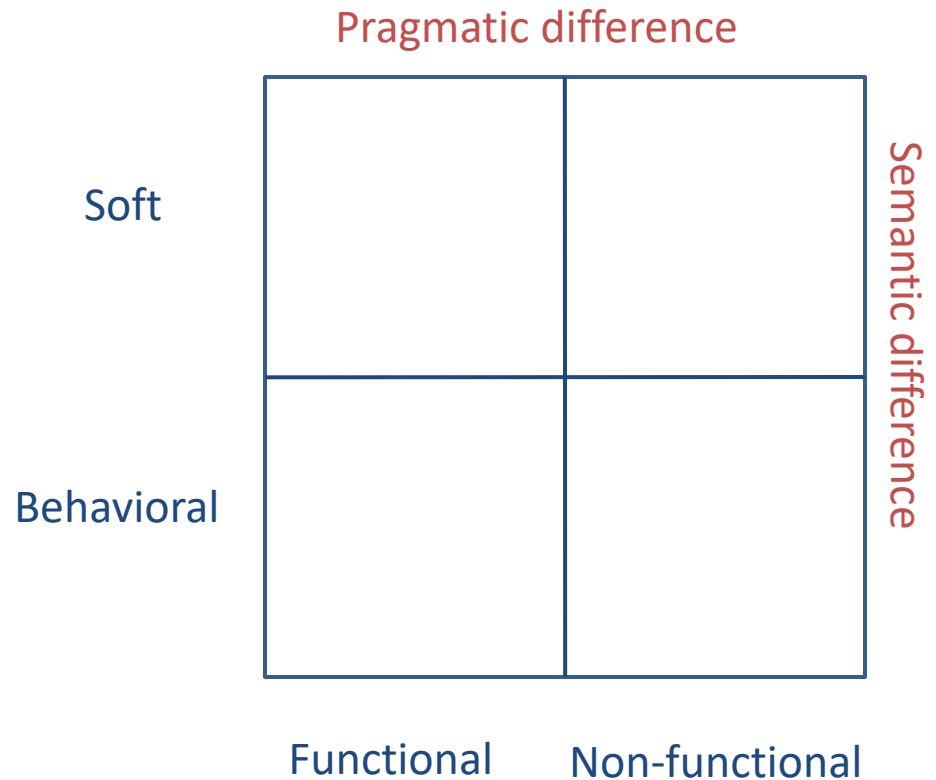 Pragmatic difference
Soft
Semantic difference
Behavioral
Functional
Non-functional